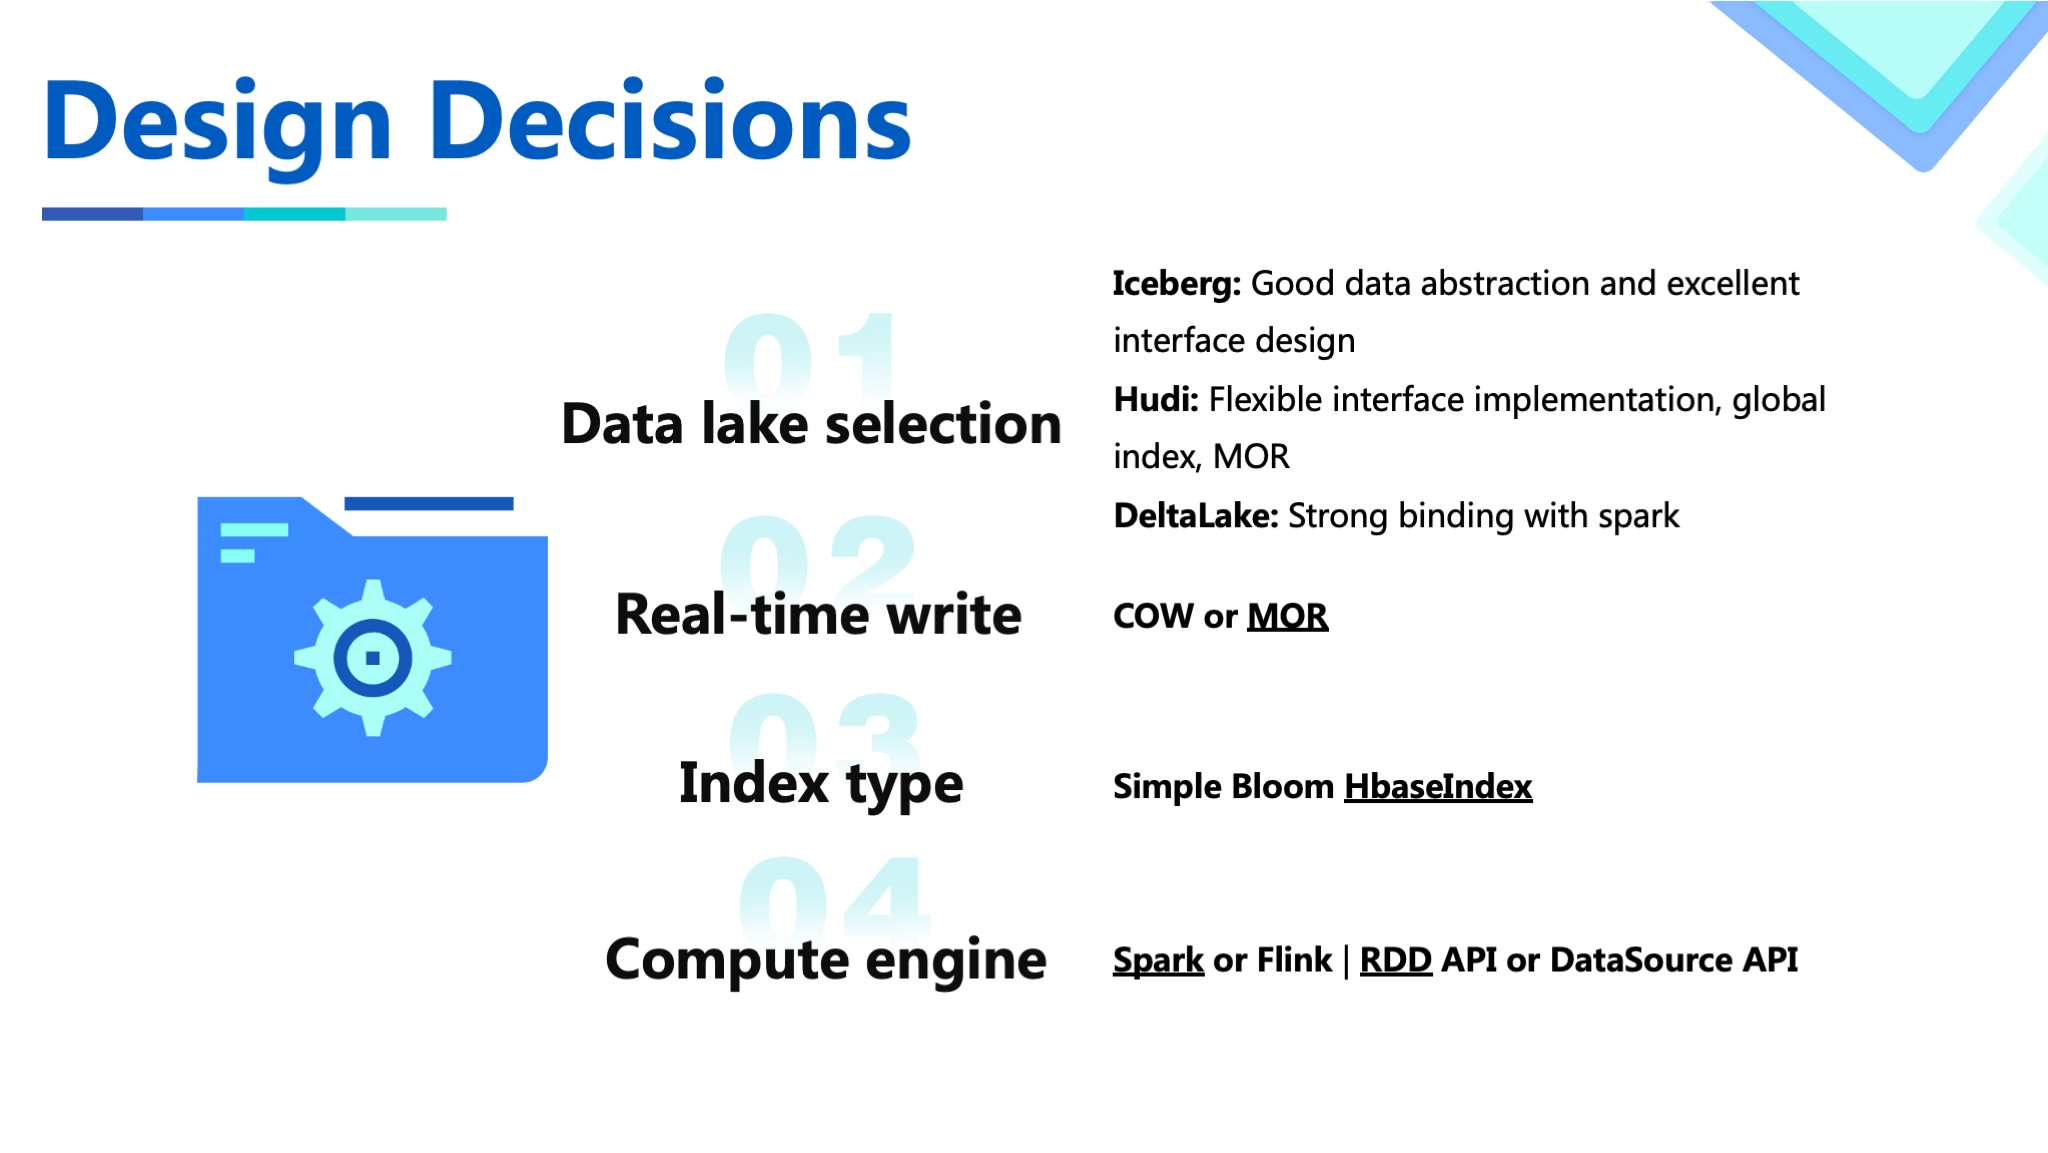 Design Decisions
01
Data lake selection
Iceberg: Good data abstraction and excellent
interface design
Hudi: Flexible interface implementation, global
index, MOR
DeltaLake: Strong binding with spark
02
Real-time write
COW or MOR
03
Index type
Simple Bloom HbaseIndex
04
Compute engine
Spark or Flink | RDD API or DataSource API